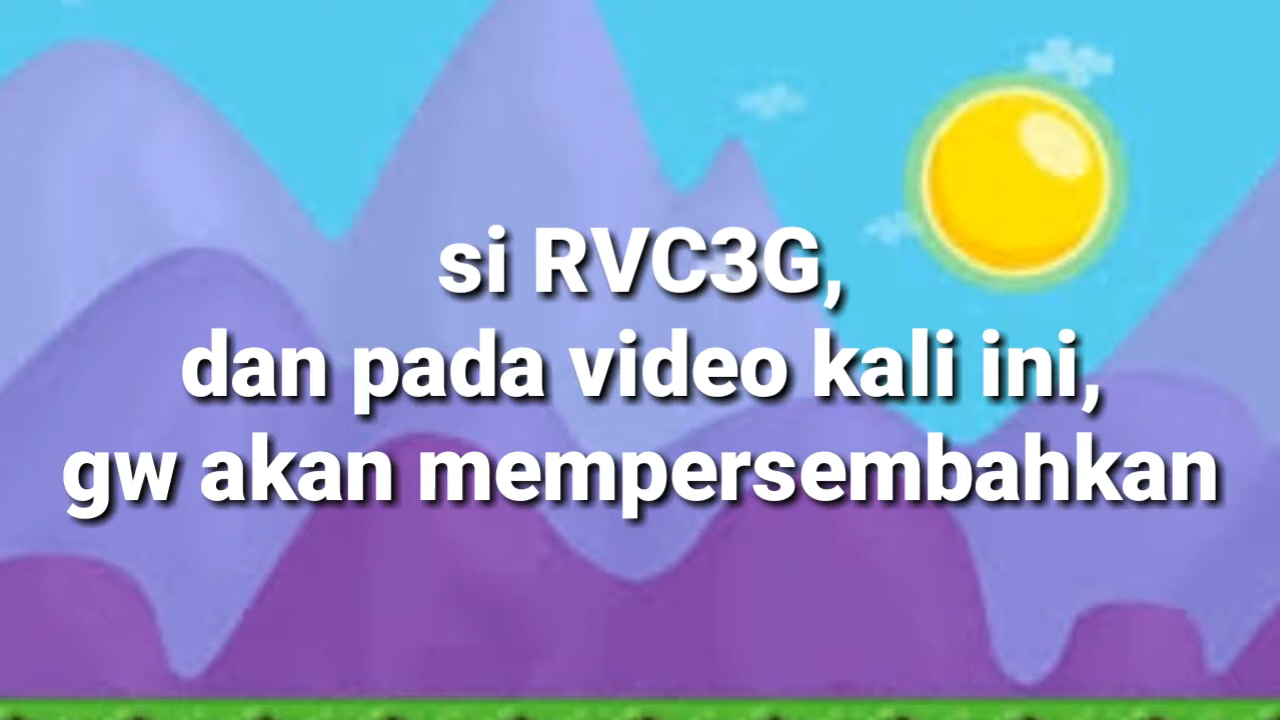 si RVC3G,
dan pada video kali ini,
gw akan mempersembahkan